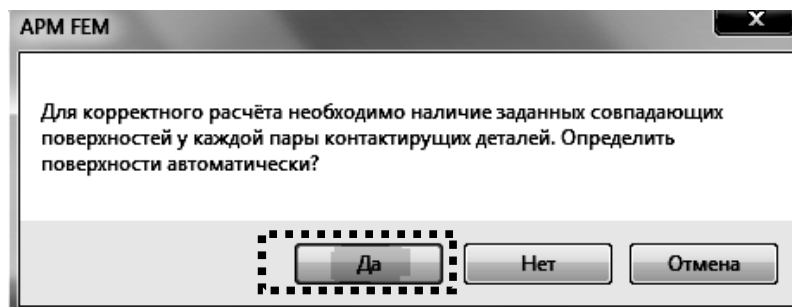 APM FEM
X
Для корректного расчёта необходимо наличие заданных совпадающих
поверхностей у каждой пары контактирущих деталей. Определить
поверхности автоматически?
Да Нет Отмена